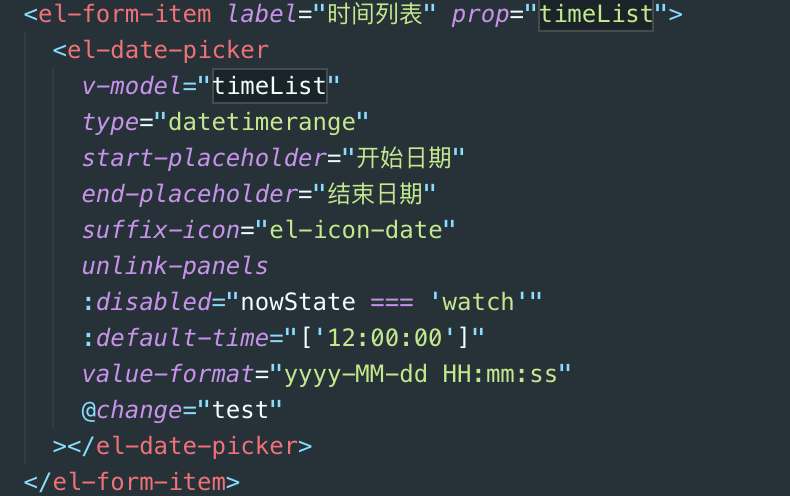 <el-form-item label="时间列表" prop="timeList">
<el-date-picker
v-model="timeList"
type="datetimerange"
start-placeholder="开始日期"
end-placeholder="结束日期"
suffix-icon="el-icon-date"
unlink-panels
:disabled="nowState === 'watch'"
:default-time="['12:00:00']"
value-format="yyyy-MM-dd HH:mm:ss"
@change="test"
></el-date-picker>
</el-form-item>